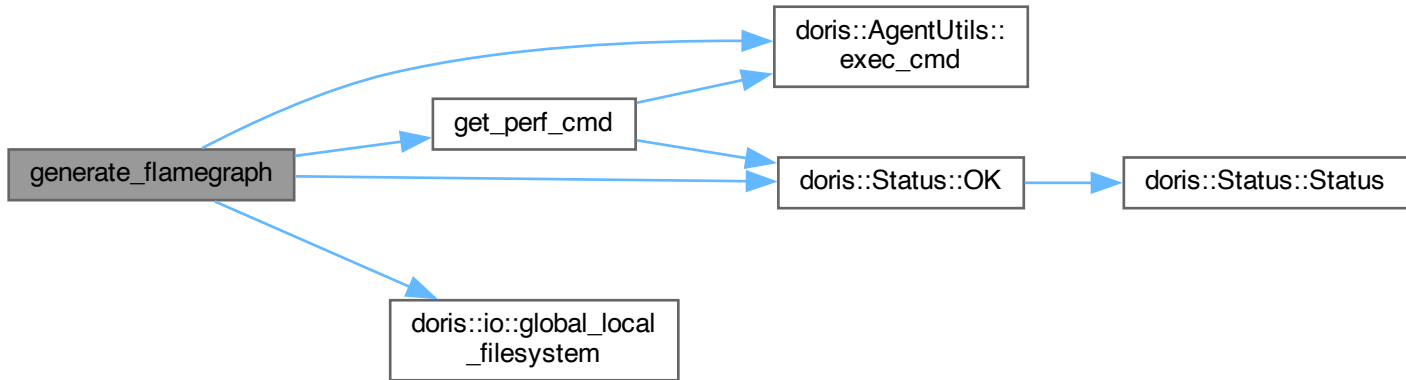 doris::AgentUtils::
exec_cmd
get_perf_cmd
generate_flamegraph
doris::Status::OK
doris::Status::Status
doris::io::global_local
_filesystem